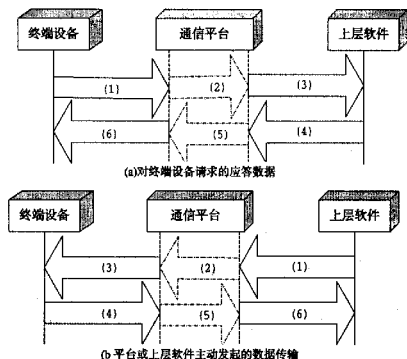 终端设备 通信平台 上层软件
(1) (2) (3)
(6) (5) (4)
(a)对终端设备请求的应答数据
终端设备 通信平台 上层软件
(3) (2) (1)
(4) (5) (6)
(b 平台或上层软件主动发起的数据传输